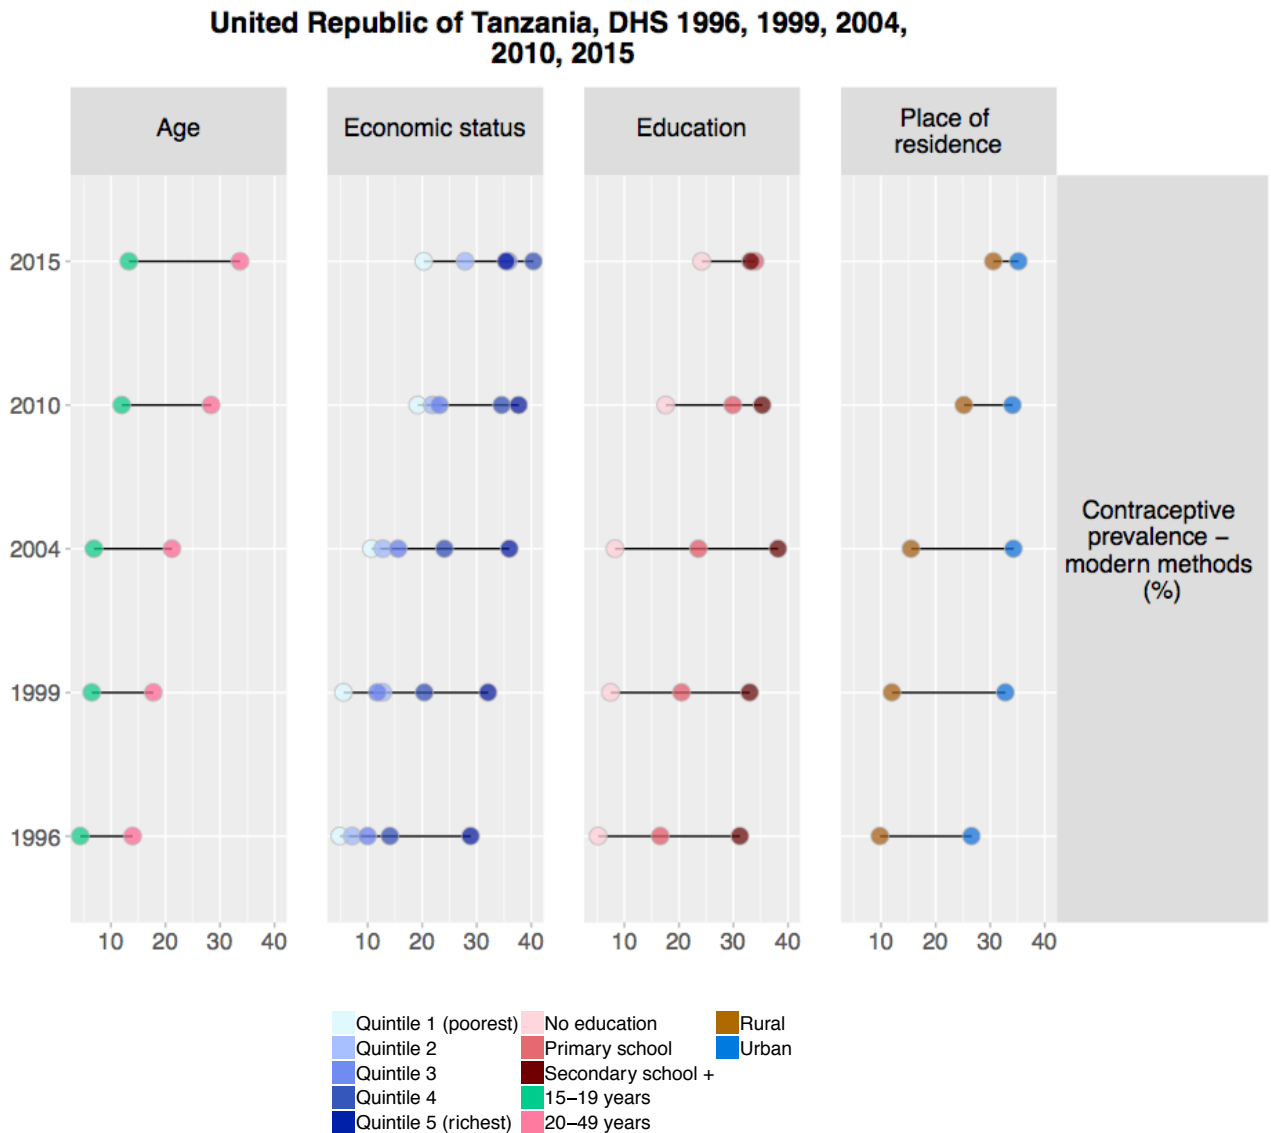 United Republic of Tanzania, DHS 1996, 1999, 2004,
2010, 2015
Age
Economic status
Education
Place of
residence
2015
2010
2004
1999
1996
Contraceptive
prevalence –
modern methods
(%)
10 20 30 40
10 20 30 40
10 20 30 40
10 20 30 40
Quintile 1 (poorest)
Quintile 2
Quintile 3
Quintile 4
Quintile 5 (richest)
No education
Primary school
Secondary school +
15–19 years
20–49 years
Rural
Urban